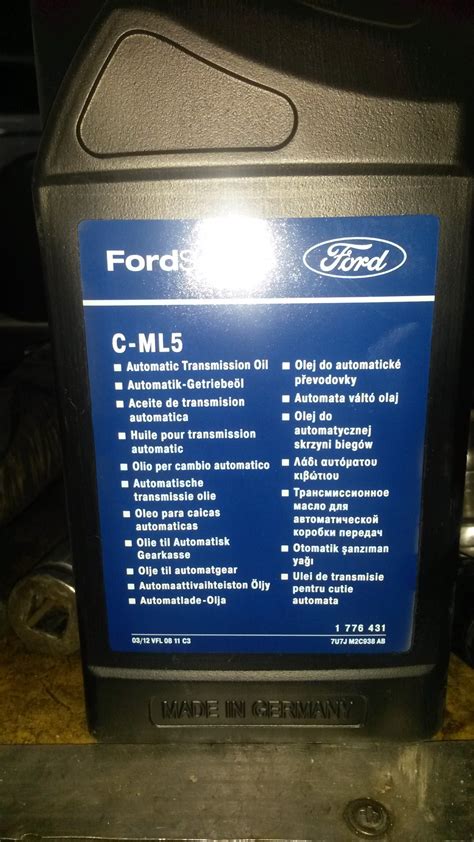 Ford
Ford
C-ML5
■ Automatic Transmission Oil
■ Automatik-Getriebeöl
■ Aceite de transmision
automatica
■ Huile pour transmission
automatic
■ Olio per cambio automatico
■ Automatische
transmissie olie
■ Oleo para caicas
automaticas
■ Olie til Automatisk
Gearkasse
■ Olje til automatgear
■ Automaattivaihteiston Öljy
■ Automatlade-Olja
■ Olej do automatické
převodovky
■ Automata váltó olaj
■ Olej do
automatycznej
skrzyni biegów
■ Λάδι αυτόματου
κιβώτιου
■ Трансмиссионное
масло для
автоматической
коробки передач
■ Otomatik şanzıman
yağı
■ Ulei de transmisie
pentru cutie
automata
1 776 431
03/12 VFL 08 11 C3
7U7J M2C938 AB
MADE IN GERMANY